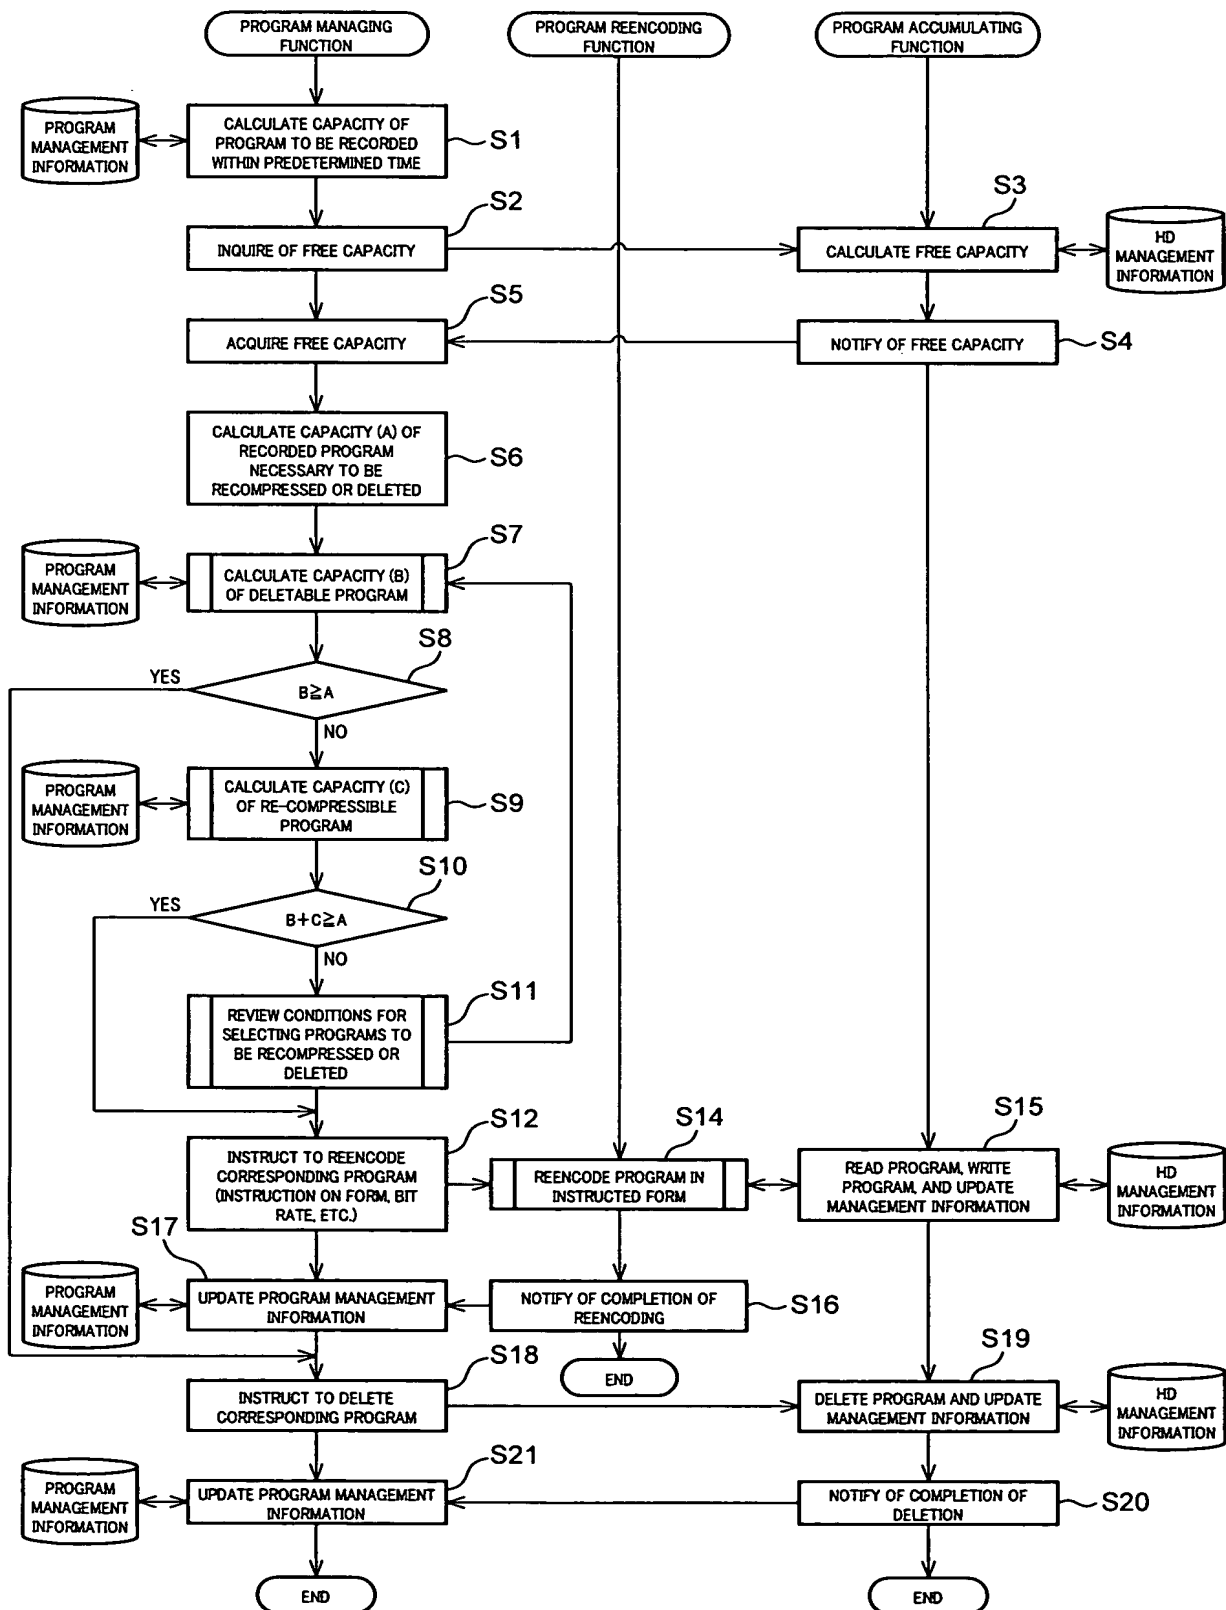 PROGRAM MANAGING
FUNCTION
PROGRAM REENCODING
FUNCTION
PROGRAM ACCUMULATING
FUNCTION
PROGRAM
MANAGEMENT
INFORMATION
CALCULATE CAPACITY OF
PROGRAM TO BE RECORDED
WITHIN PREDETERMINED TIME
S1
S2
INQUIRE OF FREE CAPACITY
S3
CALCULATE FREE CAPACITY
HD
MANAGEMENT
INFORMATION
S5
ACQUIRE FREE CAPACITY
NOTIFY OF FREE CAPACITY
S4
CALCULATE CAPACITY (A) OF
RECORDED PROGRAM
NECESSARY TO BE
RECOMPRESSED OR DELETED
S6
PROGRAM
MANAGEMENT
INFORMATION
S7
CALCULATE CAPACITY (B)
OF DELETABLE PROGRAM
S8
YES
B≧A
NO
PROGRAM
MANAGEMENT
INFORMATION
CALCULATE CAPACITY (C)
OF RE-COMPRESSIBLE
PROGRAM
S9
S10
YES
B+C≧A
NO
REVIEW CONDITIONS FOR
SELECTING PROGRAMS TO
BE RECOMPRESSED OR
DELETED
S11
S12
INSTRUCT TO REENCODE
CORRESPONDING PROGRAM
(INSTRUCTION ON FORM, BIT
RATE, ETC.)
S14
REENCODE PROGRAM IN
INSTRUCTED FORM
S15
READ PROGRAM, WRITE
PROGRAM, AND UPDATE
MANAGEMENT INFORMATION
HD
MANAGEMENT
INFORMATION
S17
PROGRAM
MANAGEMENT
INFORMATION
UPDATE PROGRAM MANAGEMENT
INFORMATION
NOTIFY OF COMPLETION OF
REENCODING
S16
END
S18
INSTRUCT TO DELETE
CORRESPONDING PROGRAM
S19
DELETE PROGRAM AND UPDATE
MANAGEMENT INFORMATION
HD
MANAGEMENT
INFORMATION
S21
PROGRAM
MANAGEMENT
INFORMATION
UPDATE PROGRAM MANAGEMENT
INFORMATION
NOTIFY OF COMPLETION OF
DELETION
S20
END
END